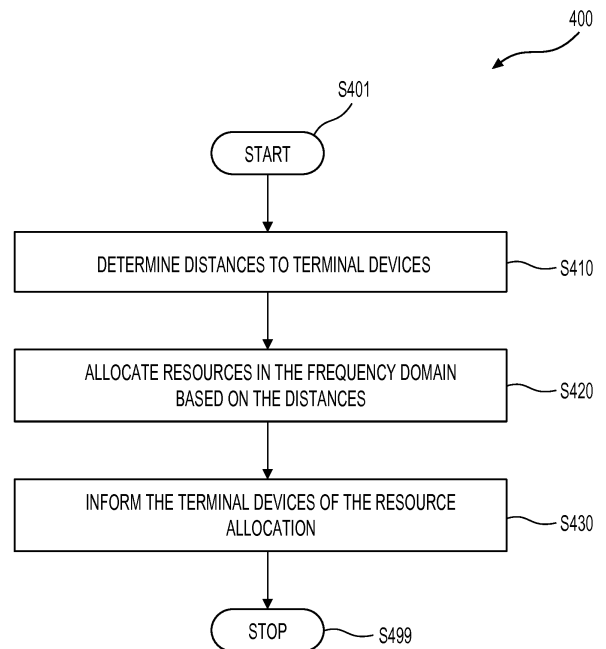 400
S401
START
DETERMINE DISTANCES TO TERMINAL DEVICES
S410
ALLOCATE RESOURCES IN THE FREQUENCY DOMAIN
BASED ON THE DISTANCES
S420
INFORM THE TERMINAL DEVICES OF THE RESOURCE
ALLOCATION
S430
STOP
S499